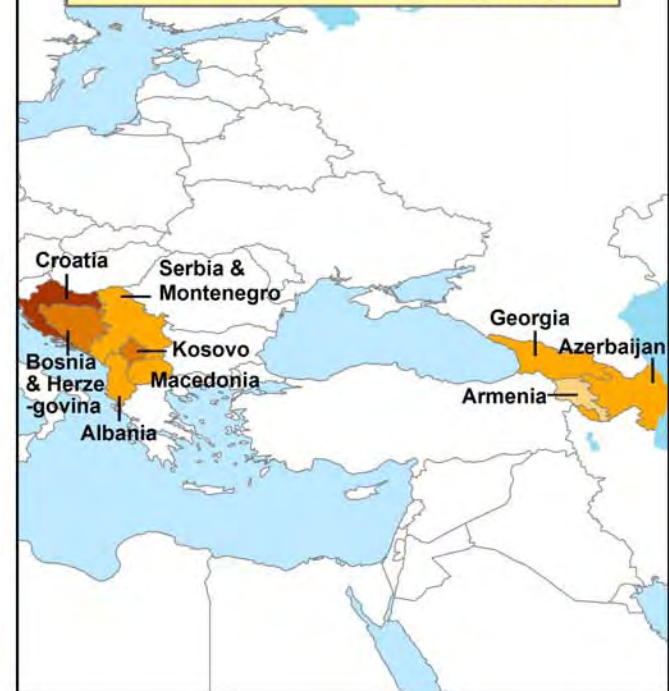 Croatia
Serbia &
Montenegro
Bosnia
& Herze
-govina
Kosovo
Macedonia
Albania
Georgia
Azerbaijan
Armenia